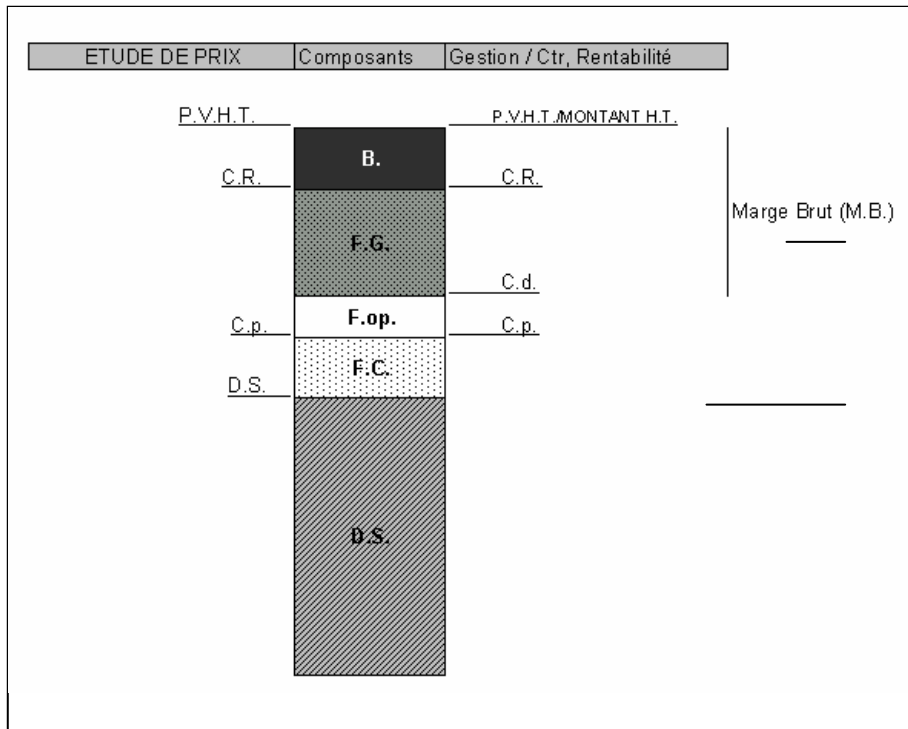 ETUDE DE PRIX Composants Gestion / Ctr, Rentabilité
P.V.H.T. P.V.H.T./MONTANT H.T.
B.
C.R. C.R.
Marge Brut (M.B.)
F.G.
C.d.
F.op.
C.p. C.p.
F.C.
D.S.
D.S.